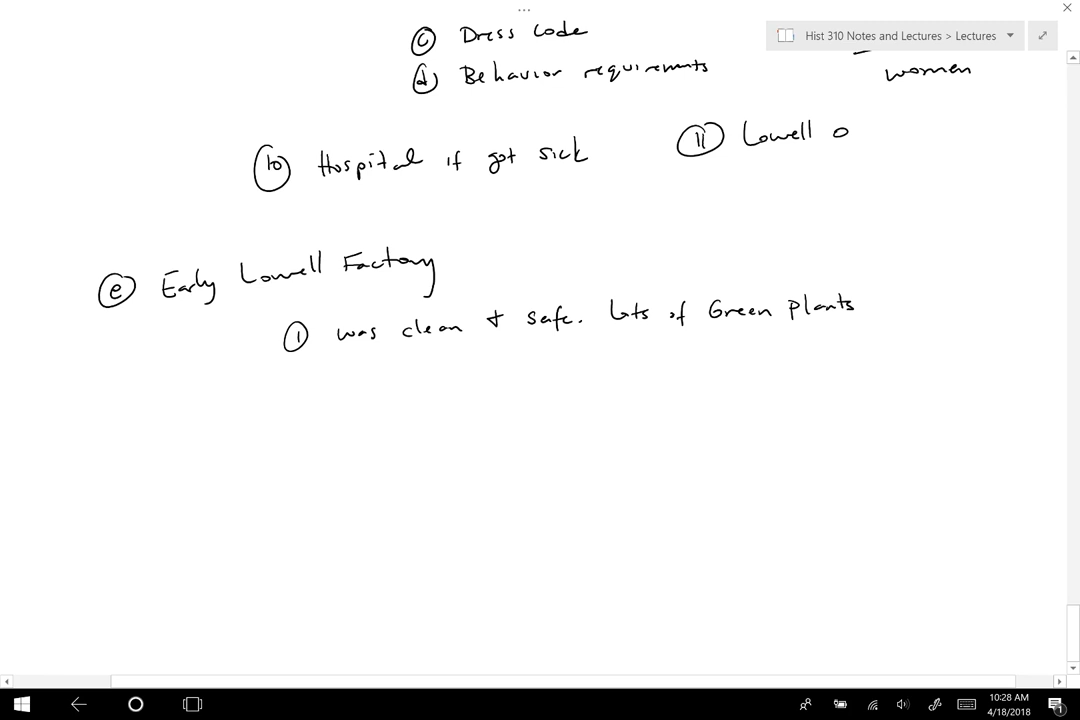 Hist 310 Notes and Lectures > Lectures
(c) Dress Code
(d) Behavior requirements
women
(10) Hospital if got sick
(11) Lowell o
(e) Early Lowell Factory
(1) was clean + safe. Lots of Green Plants
10:28 AM
4/18/2018
1